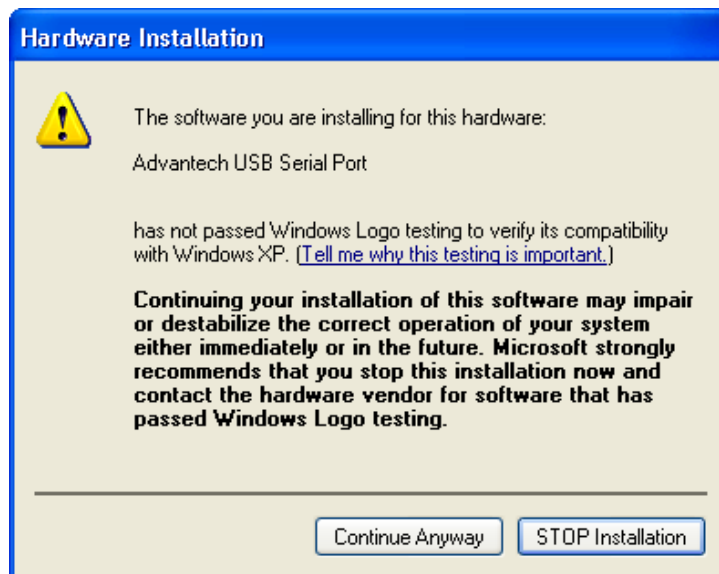 Hardware Installation
The software you are installing for this hardware:
Advantech USB Serial Port
has not passed Windows Logo testing to verify its compatibility
with Windows XP. (Tell me why this testing is important.)
Continuing your installation of this software may impair
or destabilize the correct operation of your system
either immediately or in the future. Microsoft strongly
recommends that you stop this installation now and
contact the hardware vendor for software that has
passed Windows Logo testing.
Continue Anyway
STOP Installation